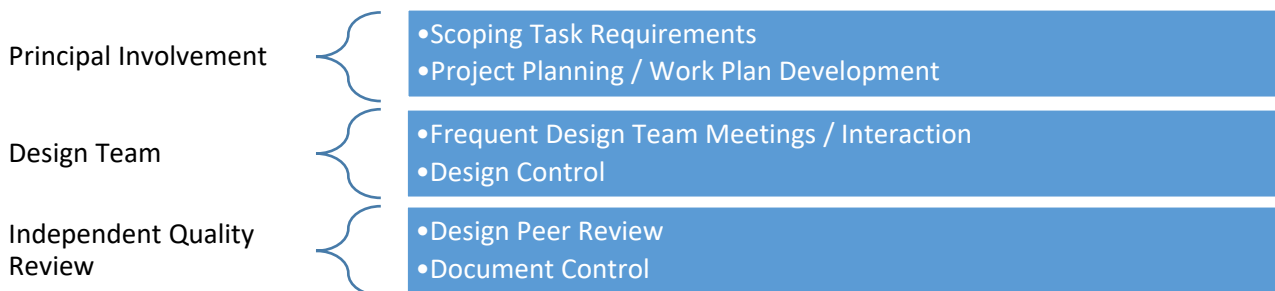 Principal Involvement
•Scoping Task Requirements
•Project Planning / Work Plan Development
Design Team
•Frequent Design Team Meetings / Interaction
•Design Control
Independent Quality
Review
•Design Peer Review
•Document Control